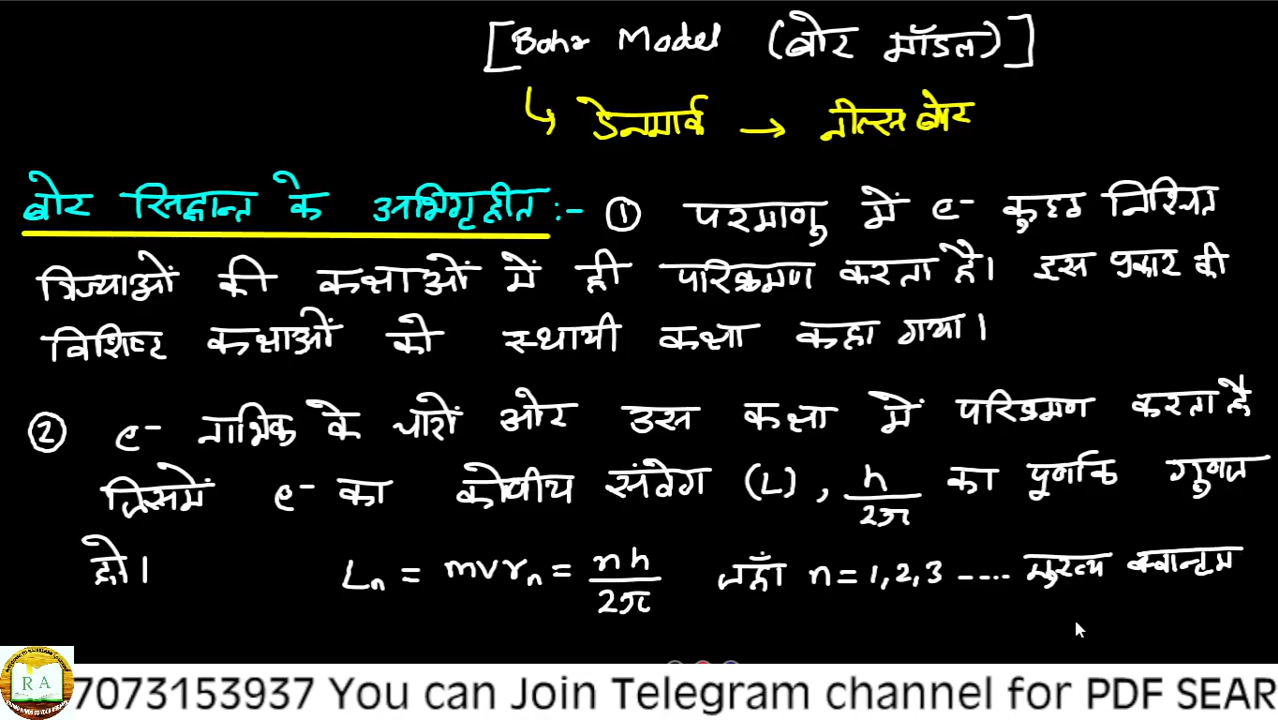 [Bohr Model (बोर मॉडल)]
↳ डेनमार्क → नील्स बोर
बोर सिद्धान्त के अभिगृहीत :- ① परमाणु में e- कुछ निश्चित
त्रिज्याओं की कक्षाओं में ही परिक्रमण करता है। इस प्रकार की
विशिष्ट कक्षाओं को स्थायी कक्षा कहा गया।
② e- नाभिक के चारों ओर उस कक्षा में परिक्रमण करता है
जिसमें e- का कोणीय संवेग (L), h/2π का पूर्णांक गुणज
हो। Lₙ = mvrₙ = nh/2π जहाँ n = 1,2,3 ---.... मुख्य क्वान्टम
RA
7073153937 You can Join Telegram channel for PDF SEAR